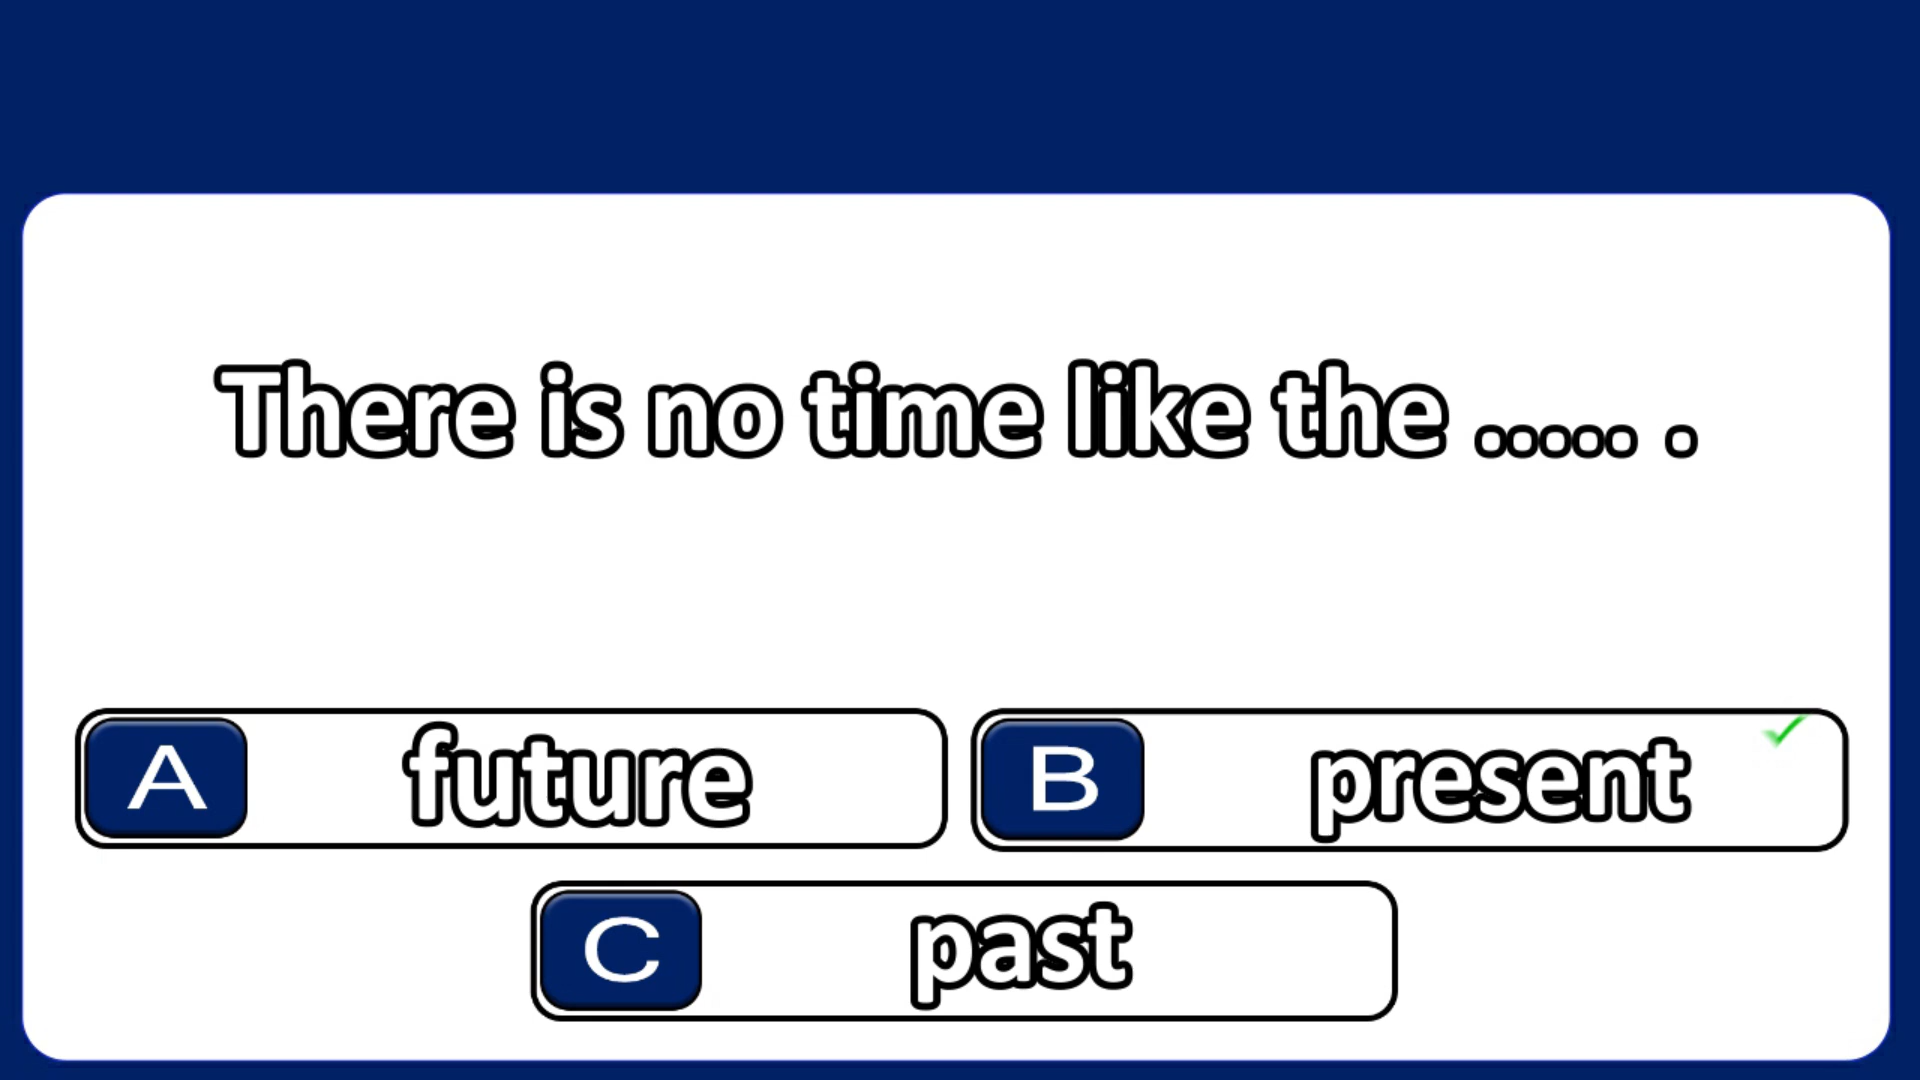 There is no time like the ..... .
A future
B present
C past